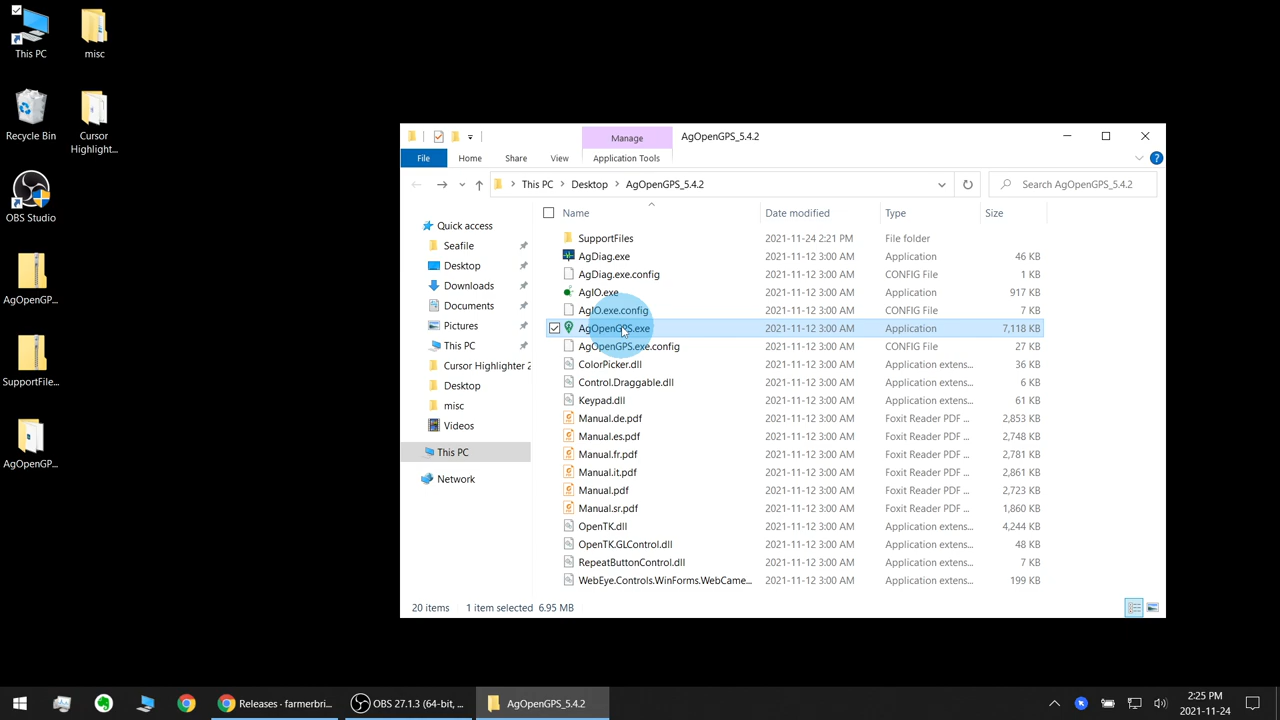 This PC
misc
Recycle Bin
Cursor
Highlight...
OBS Studio
AgOpenGP...
SupportFile...
AgOpenGP...
Manage
AgOpenGPS_5.4.2
File
Home
Share
View
Application Tools
This PC > Desktop > AgOpenGPS_5.4.2
Search AgOpenGPS_5.4.2
Quick access
Seafile
Desktop
Downloads
Documents
Pictures
This PC
Cursor Highlighter 2
Desktop
misc
Videos
This PC
Network
Name Date modified Type Size
SupportFiles 2021-11-24 2:21 PM File folder
AgDiag.exe 2021-11-12 3:00 AM Application 46 KB
AgDiag.exe.config 2021-11-12 3:00 AM CONFIG File 1 KB
AgIO.exe 2021-11-12 3:00 AM Application 917 KB
AgIO.exe.config 2021-11-12 3:00 AM CONFIG File 7 KB
AgOpenGPS.exe 2021-11-12 3:00 AM Application 7,118 KB
AgOpenGPS.exe.config 2021-11-12 3:00 AM CONFIG File 27 KB
ColorPicker.dll 2021-11-12 3:00 AM Application extens... 36 KB
Control.Draggable.dll 2021-11-12 3:00 AM Application extens... 6 KB
Keypad.dll 2021-11-12 3:00 AM Application extens... 61 KB
Manual.de.pdf 2021-11-12 3:00 AM Foxit Reader PDF ... 2,853 KB
Manual.es.pdf 2021-11-12 3:00 AM Foxit Reader PDF ... 2,748 KB
Manual.fr.pdf 2021-11-12 3:00 AM Foxit Reader PDF ... 2,781 KB
Manual.it.pdf 2021-11-12 3:00 AM Foxit Reader PDF ... 2,861 KB
Manual.pdf 2021-11-12 3:00 AM Foxit Reader PDF ... 2,723 KB
Manual.sr.pdf 2021-11-12 3:00 AM Foxit Reader PDF ... 1,860 KB
OpenTK.dll 2021-11-12 3:00 AM Application extens... 4,244 KB
OpenTK.GLControl.dll 2021-11-12 3:00 AM Application extens... 48 KB
RepeatButtonControl.dll 2021-11-12 3:00 AM Application extens... 7 KB
WebEye.Controls.WinForms.WebCame... 2021-11-12 3:00 AM Application extens... 199 KB
20 items 1 item selected 6.95 MB
Releases - farmerbri...
OBS 27.1.3 (64-bit, ...
AgOpenGPS_5.4.2
2:25 PM
2021-11-24